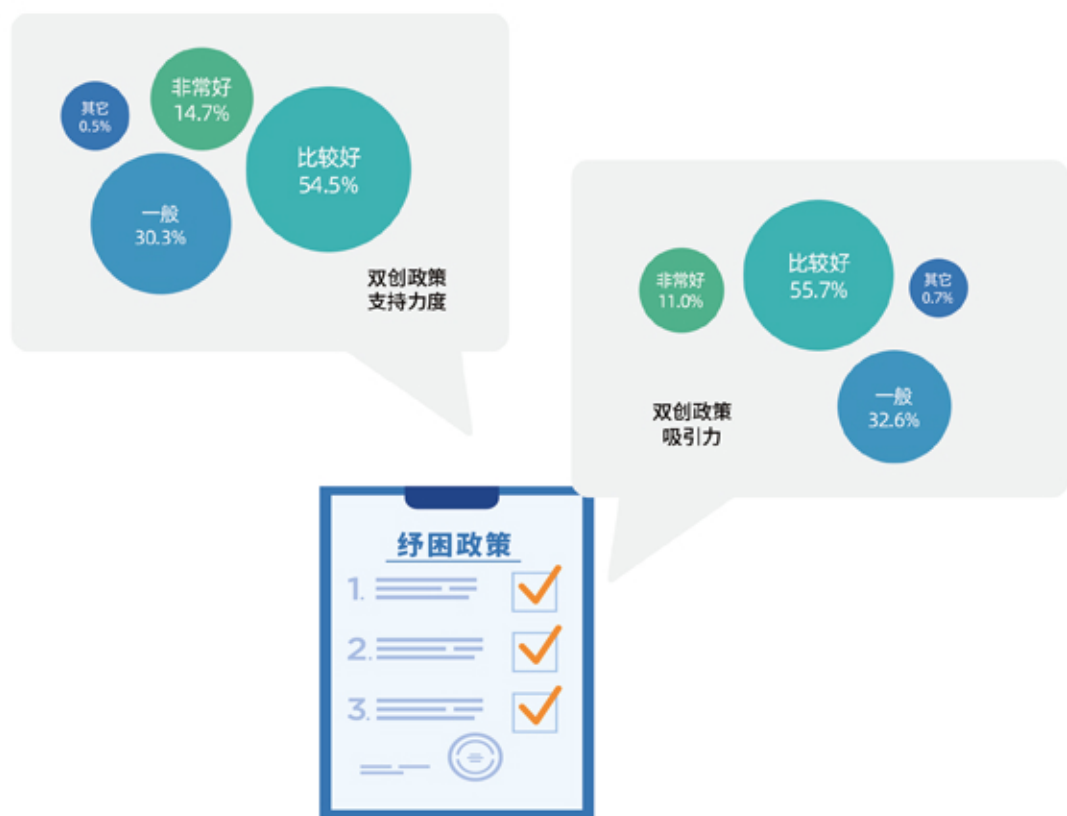 其它
0.5%
非常好
14.7%
比较好
54.5%
一般
30.3%
双创政策
支持力度
非常好
11.0%
比较好
55.7%
其它
0.7%
一般
32.6%
双创政策
吸引力
纾困政策
1.
2.
3.